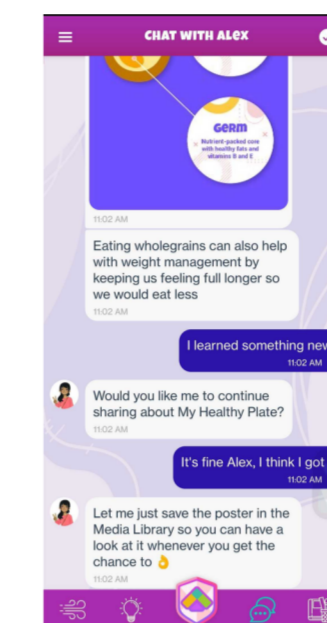 CHAT WITH ALEX
GERM
Nutrient-packed core
with healthy fats and
vitamins B and E
11:02 AM
Eating wholegrains can also help
with weight management by
keeping us feeling full longer so
we would eat less
11:02 AM
I learned something new
11:02 AM
Would you like me to continue
sharing about My Healthy Plate?
11:02 AM
It's fine Alex, I think I got
11:02 AM
Let me just save the poster in the
Media Library so you can have a
look at it whenever you get the
chance to 👌
11:02 AM